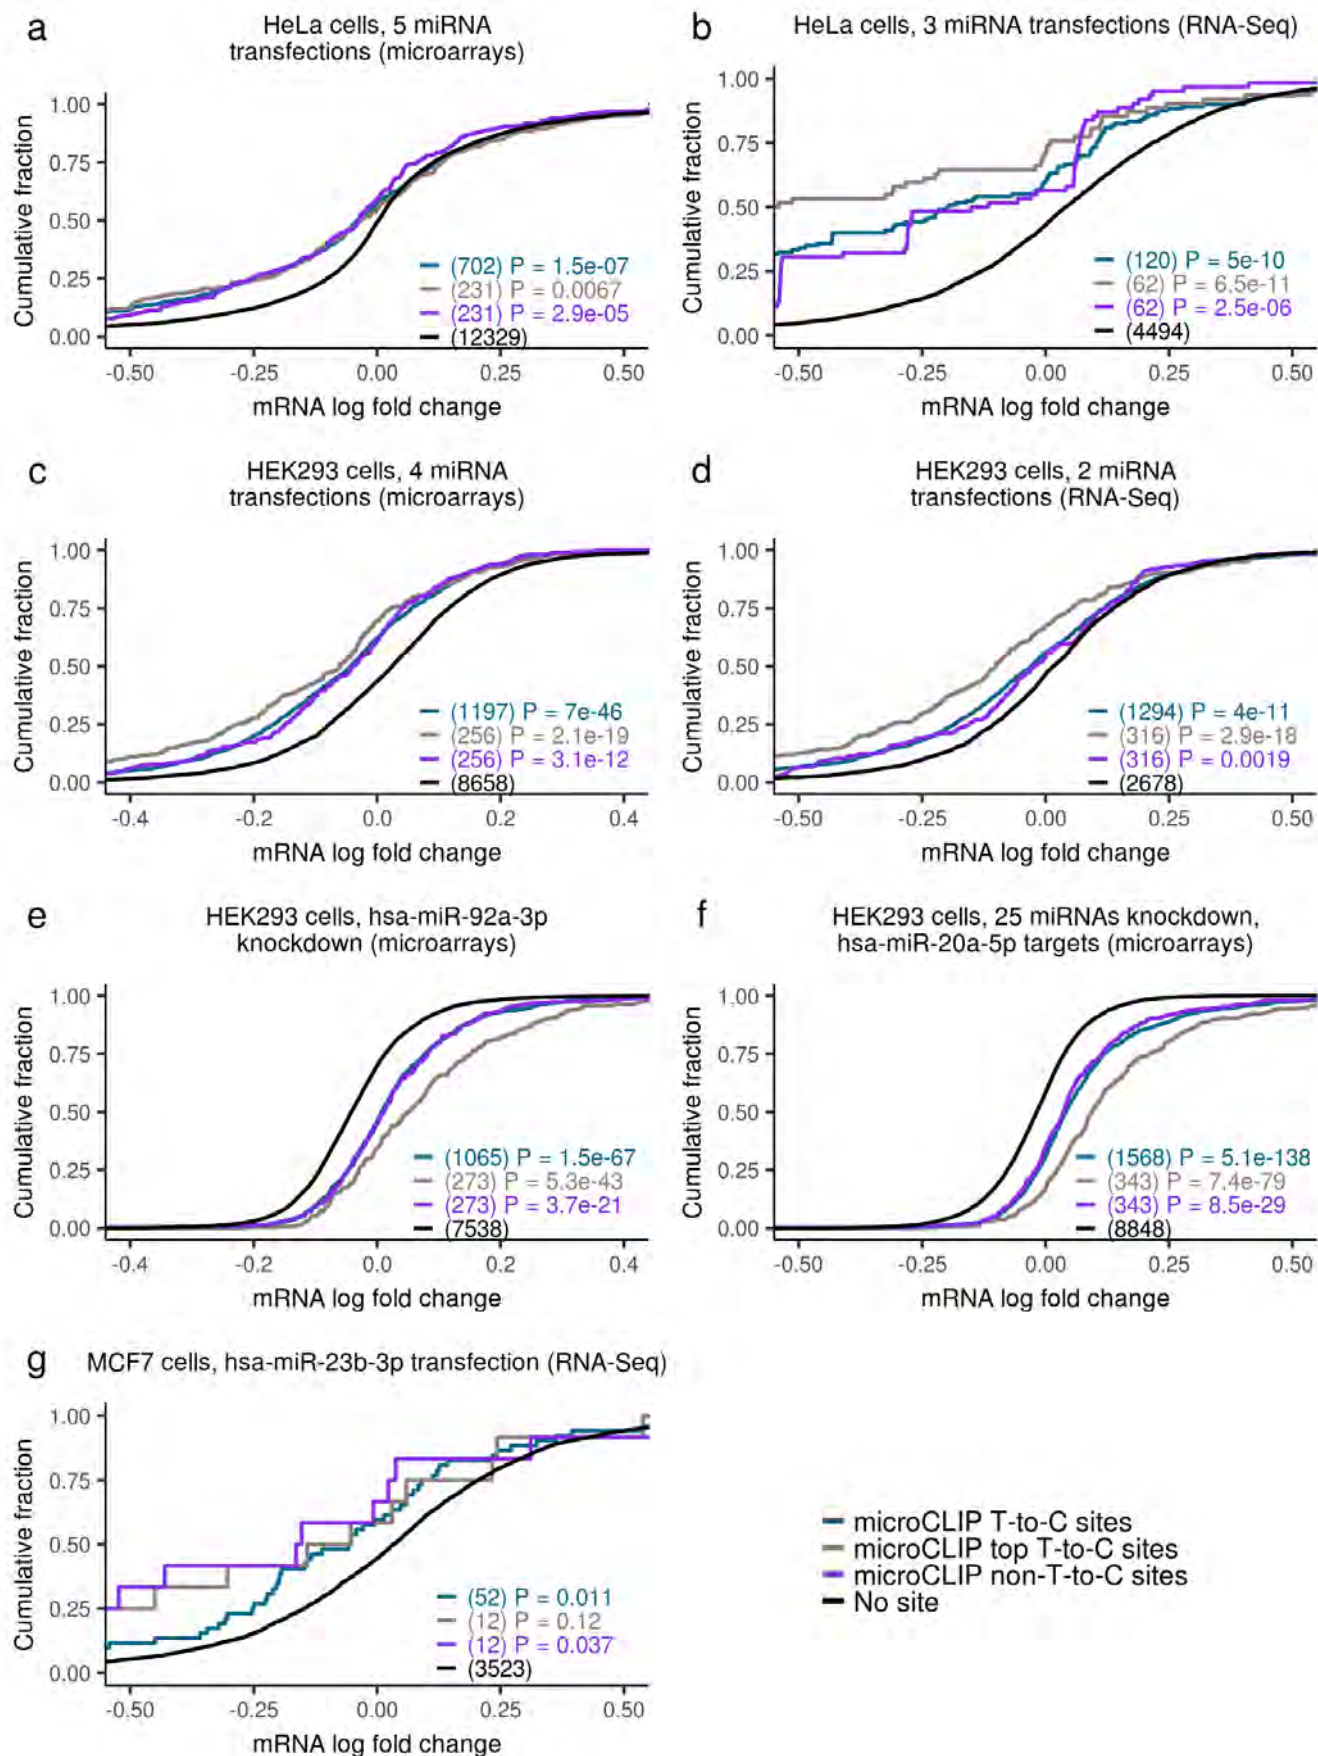 a
HeLa cells, 5 miRNA
transfections (microarrays)
Cumulative fraction
1.00
0.75
0.50
0.25
0.00
(702) P = 1.5e-07
(231) P = 0.0067
(231) P = 2.9e-05
(12329)
-0.50 -0.25 0.00 0.25 0.50
mRNA log fold change
b
HeLa cells, 3 miRNA transfections (RNA-Seq)
Cumulative fraction
1.00
0.75
0.50
0.25
0.00
(120) P = 5e-10
(62) P = 6.5e-11
(62) P = 2.5e-06
(4494)
-0.50 -0.25 0.00 0.25 0.50
mRNA log fold change
c
HEK293 cells, 4 miRNA
transfections (microarrays)
Cumulative fraction
1.00
0.75
0.50
0.25
0.00
(1197) P = 7e-46
(256) P = 2.1e-19
(256) P = 3.1e-12
(8658)
-0.4 -0.2 0.0 0.2 0.4
mRNA log fold change
d
HEK293 cells, 2 miRNA
transfections (RNA-Seq)
Cumulative fraction
1.00
0.75
0.50
0.25
0.00
(1294) P = 4e-11
(316) P = 2.9e-18
(316) P = 0.0019
(2678)
-0.50 -0.25 0.00 0.25 0.50
mRNA log fold change
e
HEK293 cells, hsa-miR-92a-3p
knockdown (microarrays)
Cumulative fraction
1.00
0.75
0.50
0.25
0.00
(1065) P = 1.5e-67
(273) P = 5.3e-43
(273) P = 3.7e-21
(7538)
-0.4 -0.2 0.0 0.2 0.4
mRNA log fold change
f
HEK293 cells, 25 miRNAs knockdown,
hsa-miR-20a-5p targets (microarrays)
Cumulative fraction
1.00
0.75
0.50
0.25
0.00
(1568) P = 5.1e-138
(343) P = 7.4e-79
(343) P = 8.5e-29
(8848)
-0.50 -0.25 0.00 0.25 0.50
mRNA log fold change
g
MCF7 cells, hsa-miR-23b-3p transfection (RNA-Seq)
Cumulative fraction
1.00
0.75
0.50
0.25
0.00
(52) P = 0.011
(12) P = 0.12
(12) P = 0.037
(3523)
-0.50 -0.25 0.00 0.25 0.50
mRNA log fold change
microCLIP T-to-C sites
microCLIP top T-to-C sites
microCLIP non-T-to-C sites
No site